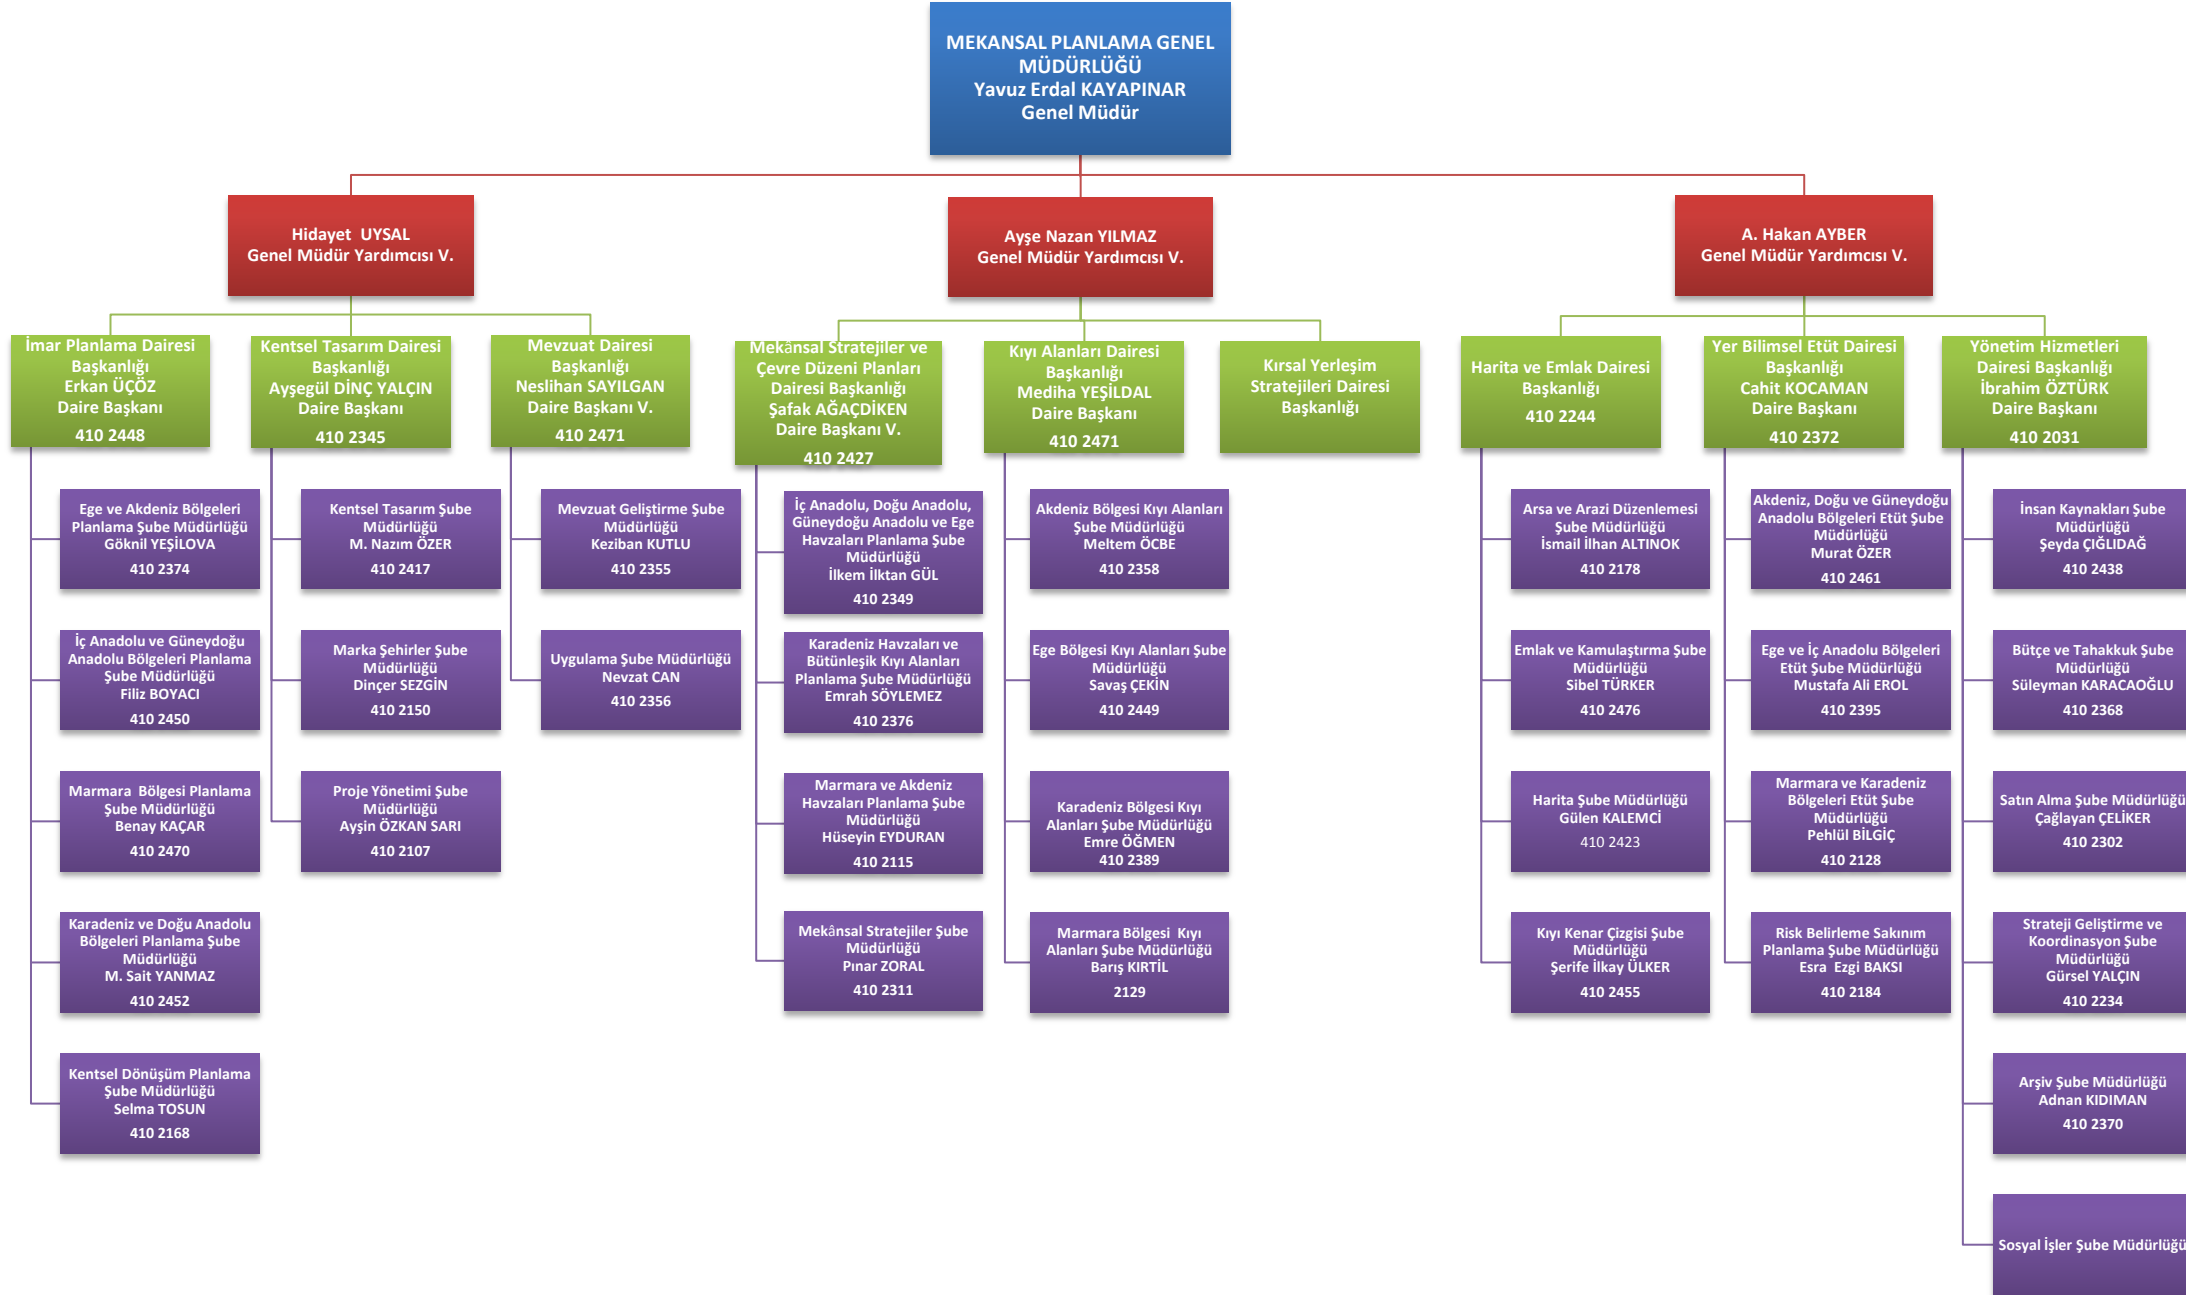 MEKANSAL PLANLAMA GENEL
MÜDÜRLÜĞÜ
Yavuz Erdal KAYAPINAR
Genel Müdür
Hidayet  UYSAL
Genel Müdür Yardımcısı V.
Ayşe Nazan YILMAZ
Genel Müdür Yardımcısı V.
A. Hakan AYBER
Genel Müdür Yardımcısı V.
İmar Planlama Dairesi
Başkanlığı
Erkan ÜÇÖZ
Daire Başkanı
410 2448
Kentsel Tasarım Dairesi
Başkanlığı
Ayşegül DİNÇ YALÇIN
Daire Başkanı
410 2345
Mevzuat Dairesi
Başkanlığı
Neslihan SAYILGAN
Daire Başkanı V.
410 2471
Mekânsal Stratejiler ve
Çevre Düzeni Planları
Dairesi Başkanlığı
Şafak AĞAÇDİKEN
Daire Başkanı V.
410 2427
Kıyı Alanları Dairesi
Başkanlığı
Mediha YEŞİLDAL
Daire Başkanı
410 2471
Kırsal Yerleşim
Stratejileri Dairesi
Başkanlığı
Harita ve Emlak Dairesi
Başkanlığı
410 2244
Yer Bilimsel Etüt Dairesi
Başkanlığı
Cahit KOCAMAN
Daire Başkanı
410 2372
Yönetim Hizmetleri
Dairesi Başkanlığı
İbrahim ÖZTÜRK
Daire Başkanı
410 2031
Ege ve Akdeniz Bölgeleri
Planlama Şube Müdürlüğü
Göknil YEŞİLOVA
410 2374
İç Anadolu ve Güneydoğu
Anadolu Bölgeleri Planlama
Şube Müdürlüğü
Filiz BOYACI
410 2450
Marmara  Bölgesi Planlama
Şube Müdürlüğü
Benay KAÇAR
410 2470
Karadeniz ve Doğu Anadolu
Bölgeleri Planlama Şube
Müdürlüğü
M. Sait YANMAZ
410 2452
Kentsel Dönüşüm Planlama
Şube Müdürlüğü
Selma TOSUN
410 2168
Kentsel Tasarım Şube
Müdürlüğü
M. Nazım ÖZER
410 2417
Marka Şehirler Şube
Müdürlüğü
Dinçer SEZGİN
410 2150
Proje Yönetimi Şube
Müdürlüğü
Ayşin ÖZKAN SARI
410 2107
Mevzuat Geliştirme Şube
Müdürlüğü
Keziban KUTLU
410 2355
Uygulama Şube Müdürlüğü
Nevzat CAN
410 2356
İç Anadolu, Doğu Anadolu,
Güneydoğu Anadolu ve Ege
Havzaları Planlama Şube
Müdürlüğü
İlkem İlktan GÜL
410 2349
Karadeniz Havzaları ve
Bütünleşik Kıyı Alanları
Planlama Şube Müdürlüğü
Emrah SÖYLEMEZ
410 2376
Marmara ve Akdeniz
Havzaları Planlama Şube
Müdürlüğü
Hüseyin EYDURAN
410 2115
Mekânsal Stratejiler Şube
Müdürlüğü
Pınar ZORAL
410 2311
Akdeniz Bölgesi Kıyı Alanları
Şube Müdürlüğü
Meltem ÖCBE
410 2358
Ege Bölgesi Kıyı Alanları Şube
Müdürlüğü
Savaş ÇEKİN
410 2449
Karadeniz Bölgesi Kıyı
Alanları Şube Müdürlüğü
Emre ÖĞMEN
410 2389
Marmara Bölgesi  Kıyı
Alanları Şube Müdürlüğü
Barış KIRTİL
2129
Arsa ve Arazi Düzenlemesi
Şube Müdürlüğü
İsmail İlhan ALTINOK
410 2178
Emlak ve Kamulaştırma Şube
Müdürlüğü
Sibel TÜRKER
410 2476
Harita Şube Müdürlüğü
Gülen KALEMCİ
410 2423
Kıyı Kenar Çizgisi Şube
Müdürlüğü
Şerife İlkay ÜLKER
410 2455
Akdeniz, Doğu ve Güneydoğu
Anadolu Bölgeleri Etüt Şube
Müdürlüğü
Murat ÖZER
410 2461
Ege ve İç Anadolu Bölgeleri
Etüt Şube Müdürlüğü
Mustafa Ali EROL
410 2395
Marmara ve Karadeniz
Bölgeleri Etüt Şube
Müdürlüğü
Pehlül BİLGİÇ
410 2128
Risk Belirleme Sakınım
Planlama Şube Müdürlüğü
Esra  Ezgi BAKSI
410 2184
İnsan Kaynakları Şube
Müdürlüğü
Şeyda ÇIĞLIDAĞ
410 2438
Bütçe ve Tahakkuk Şube
Müdürlüğü
Süleyman KARACAOĞLU
410 2368
Satın Alma Şube Müdürlüğü
Çağlayan ÇELİKER
410 2302
Strateji Geliştirme ve
Koordinasyon Şube
Müdürlüğü
Gürsel YALÇIN
410 2234
Arşiv Şube Müdürlüğü
Adnan KIDIMAN
410 2370
Sosyal İşler Şube Müdürlüğü